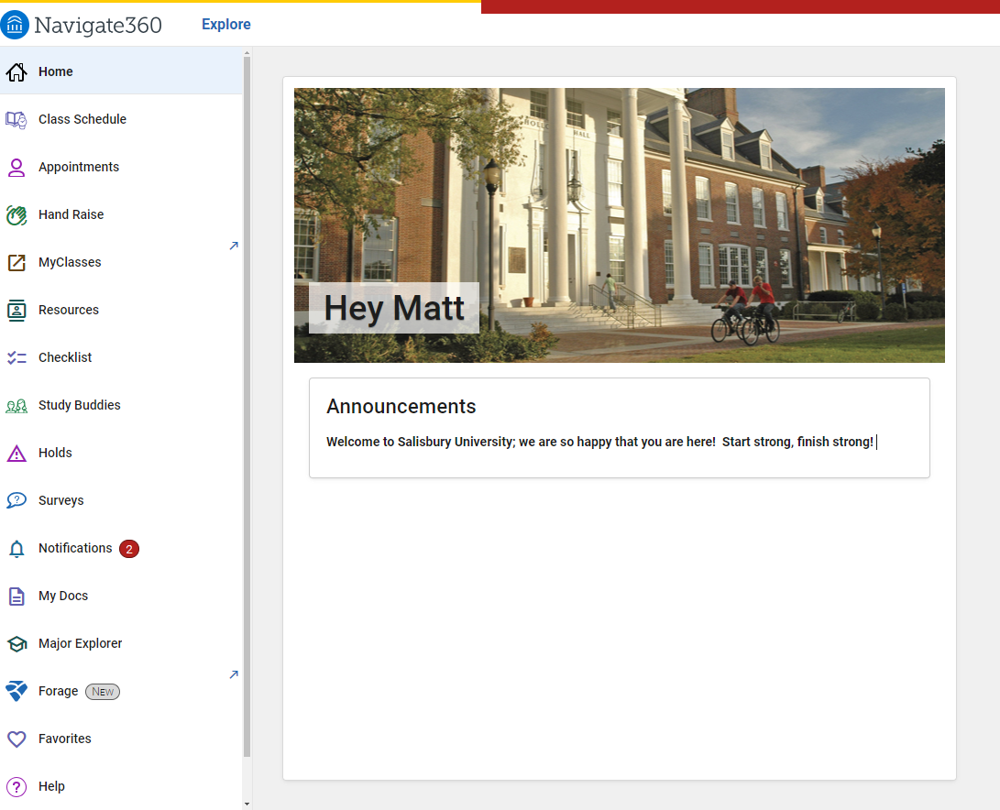 Navigate360
Explore
Home
Class Schedule
Appointments
Hand Raise
MyClasses
Resources
Checklist
Study Buddies
Holds
Surveys
Notifications 2
My Docs
Major Explorer
Forage New
Favorites
Help
HALL
Hey Matt
Announcements
Welcome to Salisbury University; we are so happy that you are here!  Start strong, finish strong!